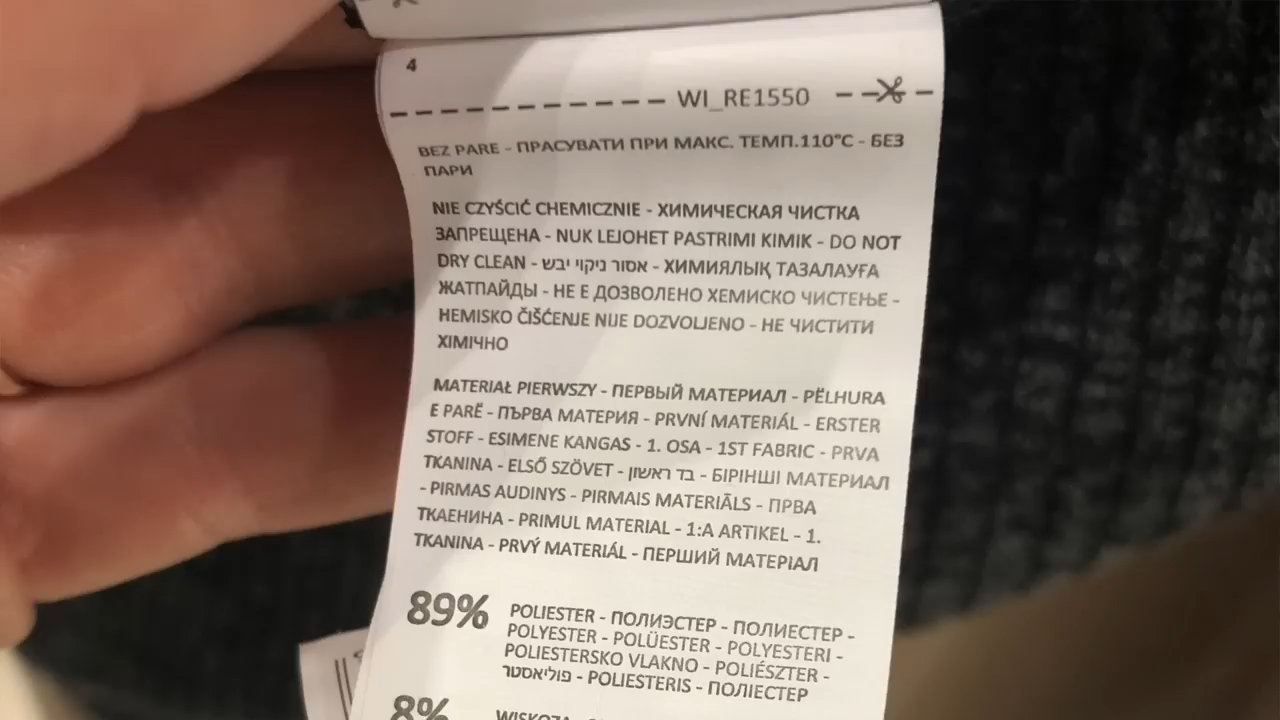 4
WI_RE1550
BEZ PARE - ПРАСУВАТИ ПРИ МАКС. ТЕМП.110°C - БЕЗ
ПАРИ
NIE CZYŚCIĆ CHEMICZNIE - ХИМИЧЕСКАЯ ЧИСТКА
ЗАПРЕЩЕНА - NUK LEJOHET PASTRIMI KIMIK - DO NOT
DRY CLEAN - אסור ניקוי יבש - ХИМИЯЛЫҚ ТАЗАЛАУҒА
ЖАТПАЙДЫ - НЕ Е ДОЗВОЛЕНО ХЕМИСКО ЧИСТЕЊЕ -
HEMISKO ČIŠĆENJE NIJE DOZVOLJENO - НЕ ЧИСТИТИ
ХІМІЧНО
MATERIAŁ PIERWSZY - ПЕРВЫЙ МАТЕРИАЛ - PËLHURA
E PARË - ПЪРВА МАТЕРИЯ - PRVNÍ MATERIÁL - ERSTER
STOFF - ESIMENE KANGAS - 1. OSA - 1ST FABRIC - PRVA
TKANINA - ELSŐ SZÖVET - בד ראשון - БІРІНШІ МАТЕРИАЛ
- PIRMAS AUDINYS - PIRMAIS MATERIĀLS - ПРВА
ТКАЕНИНА - PRIMUL MATERIAL - 1:A ARTIKEL - 1.
TKANINA - PRVÝ MATERIÁL - ПЕРШИЙ МАТЕРІАЛ
89% POLIESTER - ПОЛИЭСТЕР - ПОЛИЕСТЕР -
POLYESTER - POLÜESTER - POLYESTERI -
POLIESTERSKO VLAKNO - POLIÉSZTER -
פוליאסטר - POLIESTERIS - ПОЛІЕСТЕР
8% WISKOZA